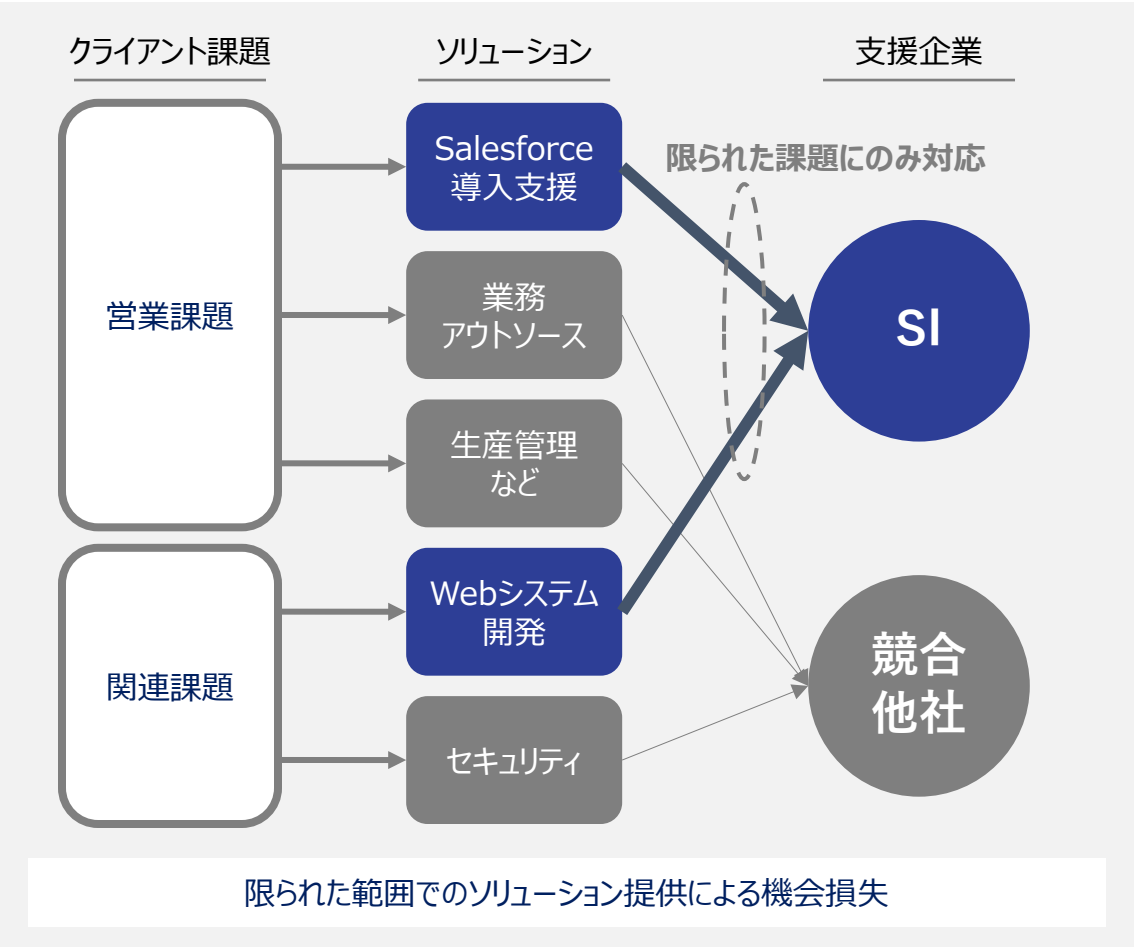 クライアント課題
ソリューション
支援企業
営業課題
Salesforce
導入支援
限られた課題にのみ対応
SI
業務
アウトソース
生産管理
など
関連課題
Webシステム
開発
セキュリティ
競合
他社
限られた範囲でのソリューション提供による機会損失